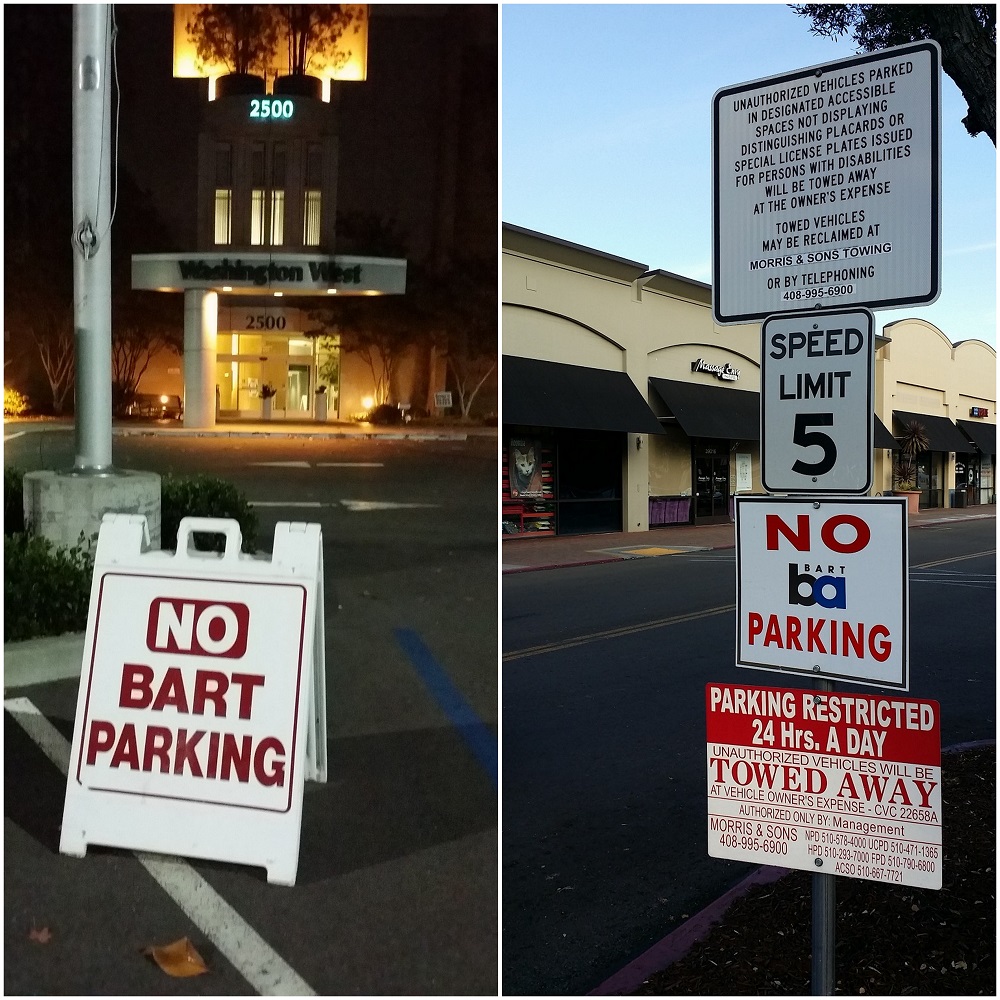 2500
Washington West
2500
NO
BART
PARKING
UNAUTHORIZED VEHICLES PARKED
IN DESIGNATED ACCESSIBLE
SPACES NOT DISPLAYING
DISTINGUISHING PLACARDS OR
SPECIAL LICENSE PLATES ISSUED
FOR PERSONS WITH DISABILITIES
WILL BE TOWED AWAY
AT THE OWNER'S EXPENSE
TOWED VEHICLES
MAY BE RECLAIMED AT
MORRIS & SONS TOWING
OR BY TELEPHONING
408-995-6900
SPEED
LIMIT
5
Massage Envy
NO
BART
ba
PARKING
PARKING RESTRICTED
24 Hrs. A DAY
UNAUTHORIZED VEHICLES WILL BE
TOWED AWAY
AT VEHICLE OWNER'S EXPENSE - CVC 22658A
AUTHORIZED ONLY BY: Management
MORRIS & SONS
408-995-6900
NPD 510-578-4000 UCPD 510-471-1365
HPD 510-293-7000 FPD 510-790-6800
ACSO 510-667-7721